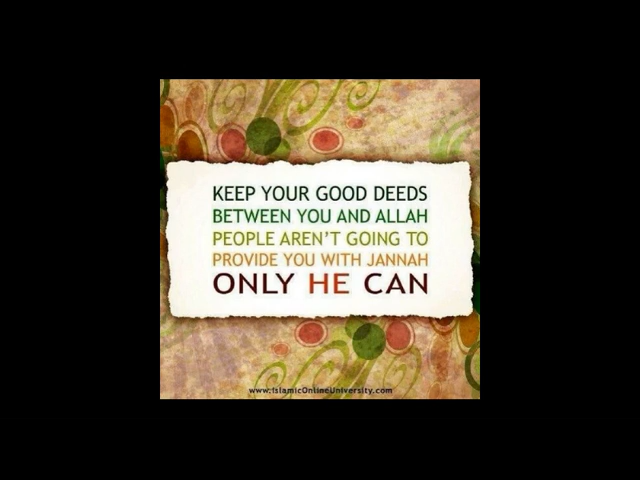 KEEP YOUR GOOD DEEDS
BETWEEN YOU AND ALLAH
PEOPLE AREN'T GOING TO
PROVIDE YOU WITH JANNAH
ONLY HE CAN
www.IslamicOnlineUniversity.com